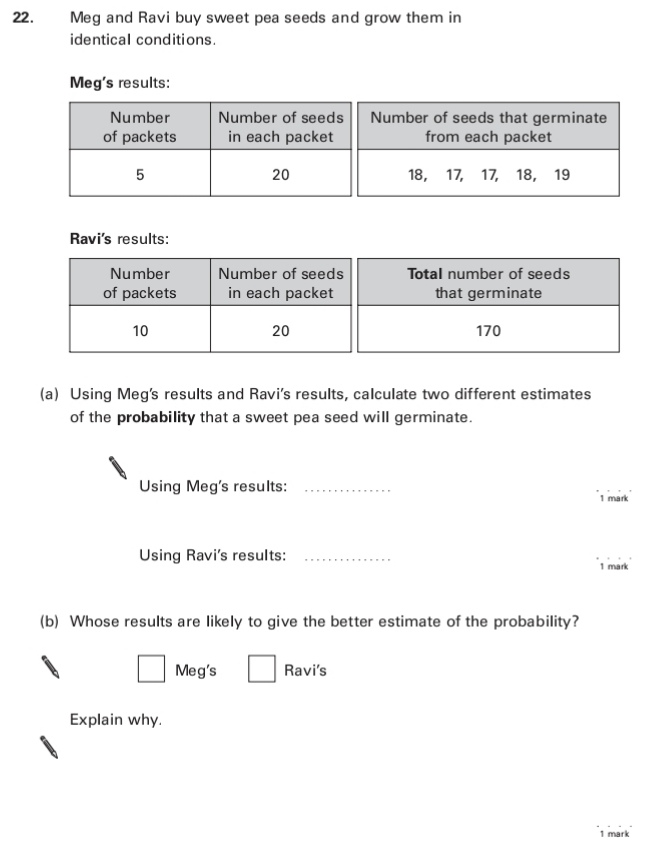 22. Meg and Ravi buy sweet pea seeds and grow them in
identical conditions.
Meg's results:
Number of packets
Number of seeds in each packet
Number of seeds that germinate from each packet
5
20
18, 17, 17, 18, 19
Ravi's results:
Number of packets
Number of seeds in each packet
Total number of seeds that germinate
10
20
170
(a) Using Meg's results and Ravi's results, calculate two different estimates
of the probability that a sweet pea seed will germinate.
Using Meg's results: ...............
1 mark
Using Ravi's results: ...............
1 mark
(b) Whose results are likely to give the better estimate of the probability?
Meg's Ravi's
Explain why.
1 mark